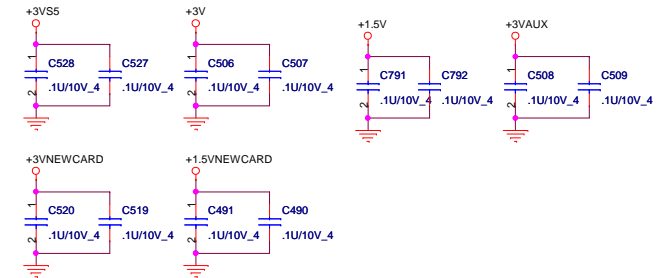 +3VS5
1
C528
C527
.1U/10V_4
.1U/10V_4
2
+3V
1
C506
C507
.1U/10V_4
.1U/10V_4
2
+1.5V
1
C791
C792
.1U/10V_4
.1U/10V_4
2
+3VAUX
1
C508
C509
.1U/10V_4
.1U/10V_4
2
+3VNEWCARD
1
C520
C519
.1U/10V_4
.1U/10V_4
2
+1.5VNEWCARD
1
C491
C490
.1U/10V_4
.1U/10V_4
2